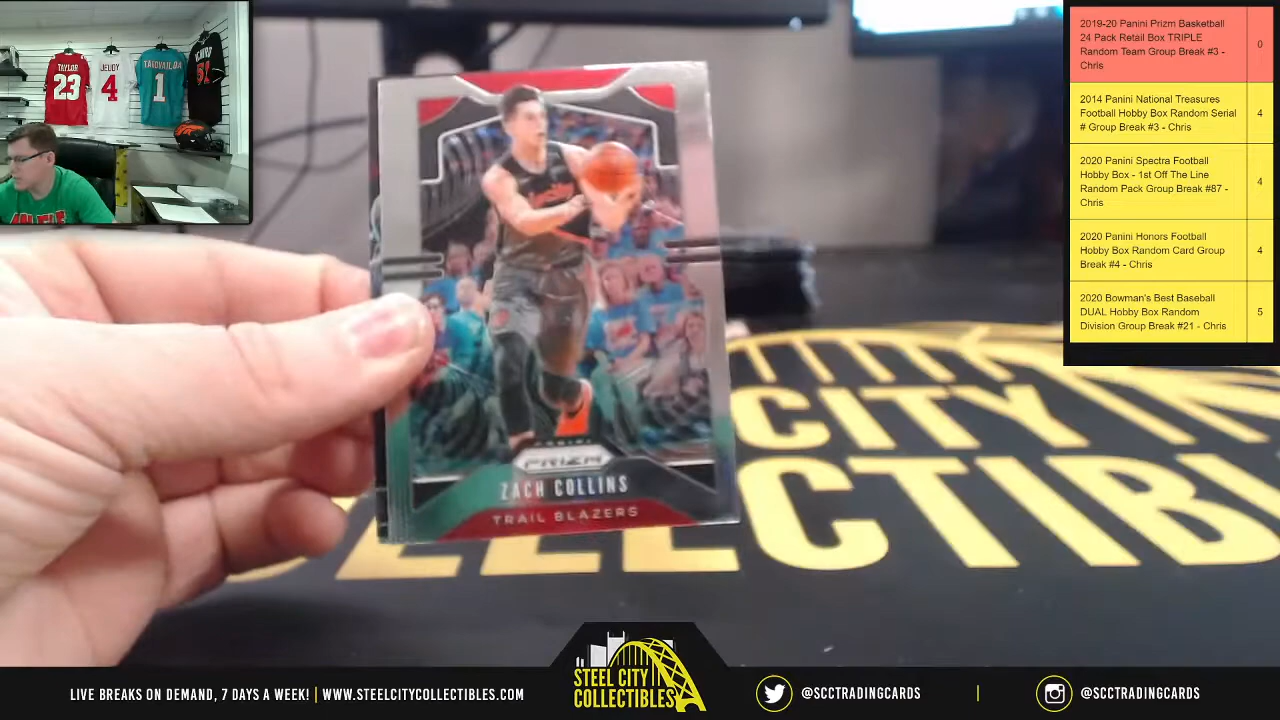 TAYLOR
23
JEUDY
4
TAGOVAILOA
1
51
2019-20 Panini Prizm Basketball
24 Pack Retail Box TRIPLE
Random Team Group Break #3 -
Chris
0
2014 Panini National Treasures
Football Hobby Box Random Serial
# Group Break #3 - Chris
4
2020 Panini Spectra Football
Hobby Box - 1st Off The Line
Random Pack Group Break #87 -
Chris
4
2020 Panini Honors Football
Hobby Box Random Card Group
Break #4 - Chris
4
2020 Bowman's Best Baseball
DUAL Hobby Box Random
Division Group Break #21 - Chris
5
PANINI
PRIZM
ZACH COLLINS
TRAIL BLAZERS
CITY
STEEL CITY
COLLECTIBLES
LIVE BREAKS ON DEMAND, 7 DAYS A WEEK! | WWW.STEELCITYCOLLECTIBLES.COM
@SCCTRADINGCARDS
@SCCTRADINGCARDS